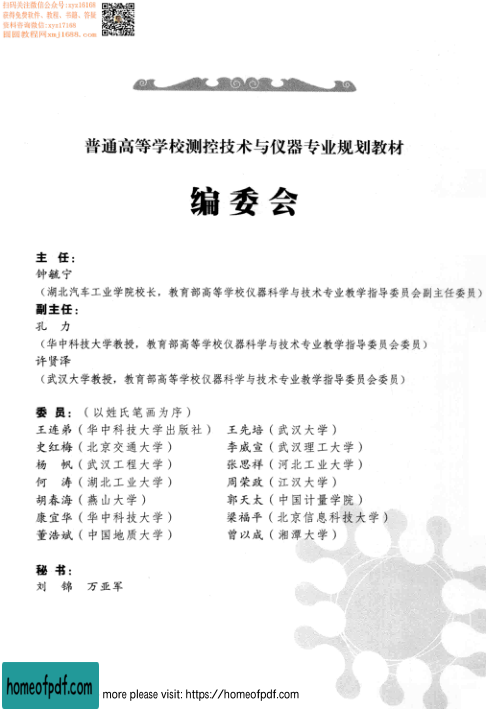 扫码关注微信公众号:xyz16168
获得免费软件、教程、书籍、答疑
资料咨询微信:xyz17168
圆圆教程网smj1688.com
普通高等学校测控技术与仪器专业规划教材
编委会
主 任：
钟毓宁
（湖北汽车工业学院校长，教育部高等学校仪器科学与技术专业教学指导委员会副主任委员）
副主任：
孔 力
（华中科技大学教授，教育部高等学校仪器科学与技术专业教学指导委员会委员）
许贤泽
（武汉大学教授，教育部高等学校仪器科学与技术专业教学指导委员会委员）
委 员：（以姓氏笔画为序）
王连弟（华中科技大学出版社） 王先培（武汉大学）
史红梅（北京交通大学） 李威宣（武汉理工大学）
杨 帆（武汉工程大学） 张思祥（河北工业大学）
何 涛（湖北工业大学） 周荣政（江汉大学）
胡春海（燕山大学） 郭天太（中国计量学院）
康宜华（华中科技大学） 梁福平（北京信息科技大学）
董浩斌（中国地质大学） 曾以成（湘潭大学）
秘 书：
刘 锦 万亚军
homeofpdf.com
more please visit: https://homeofpdf.com